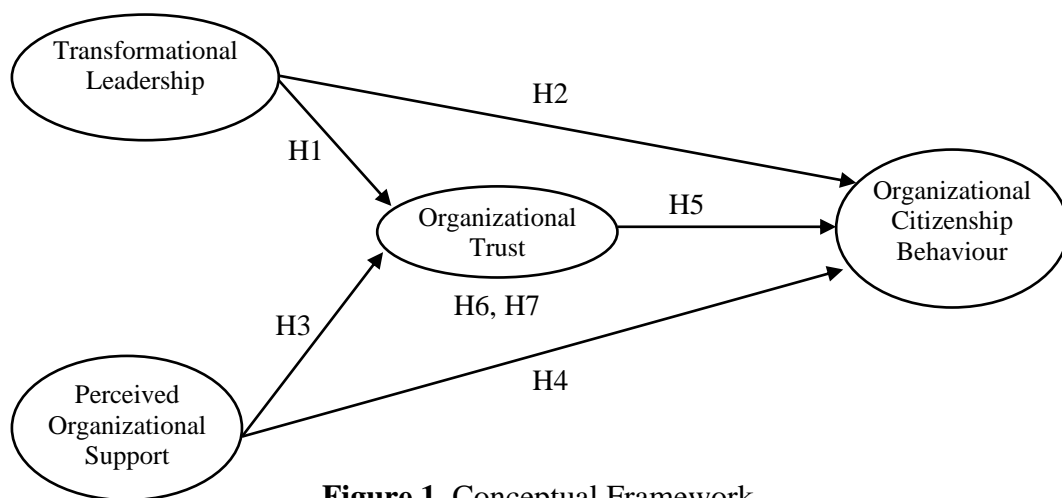 Transformational
Leadership
H2
H1
Organizational
Trust
H5
Organizational
Citizenship
Behaviour
H6, H7
H3
H4
Perceived
Organizational
Support
Figure 1. Conceptual Framework